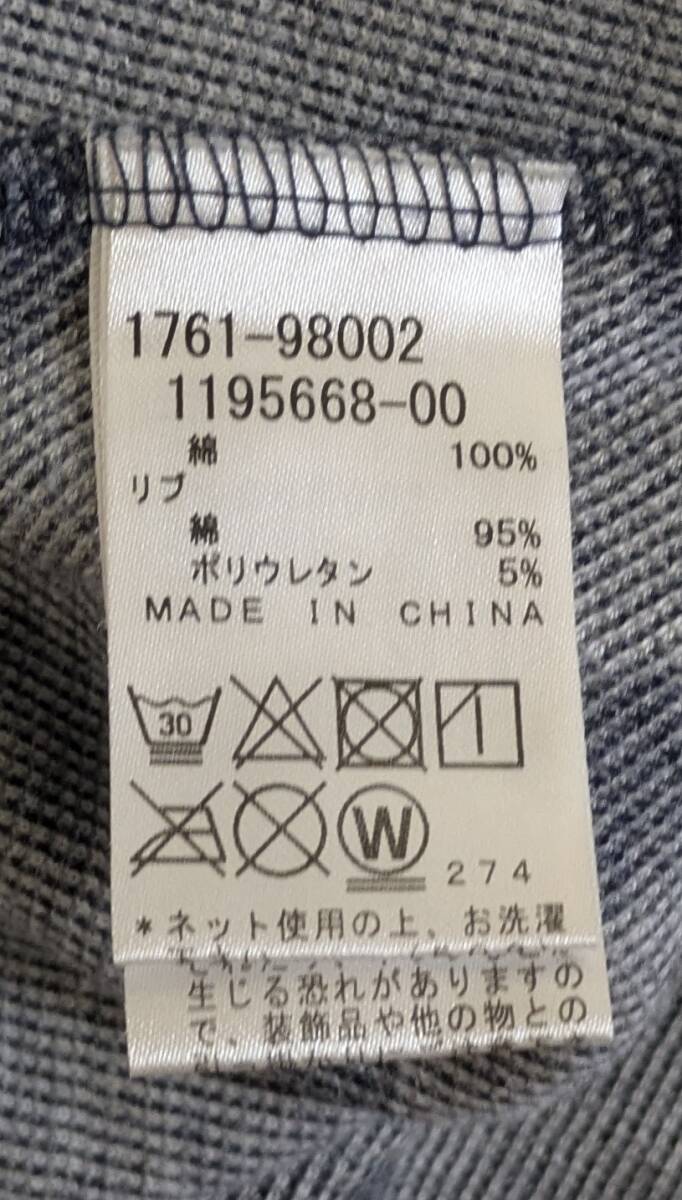 1761-98002
1195668-00
綿 100%
リブ
綿 95%
ポリウレタン 5%
MADE IN CHINA
30
W
274
*ネット使用の上、お洗濯
生じる恐れがありますの
で、装飾品や他の物との